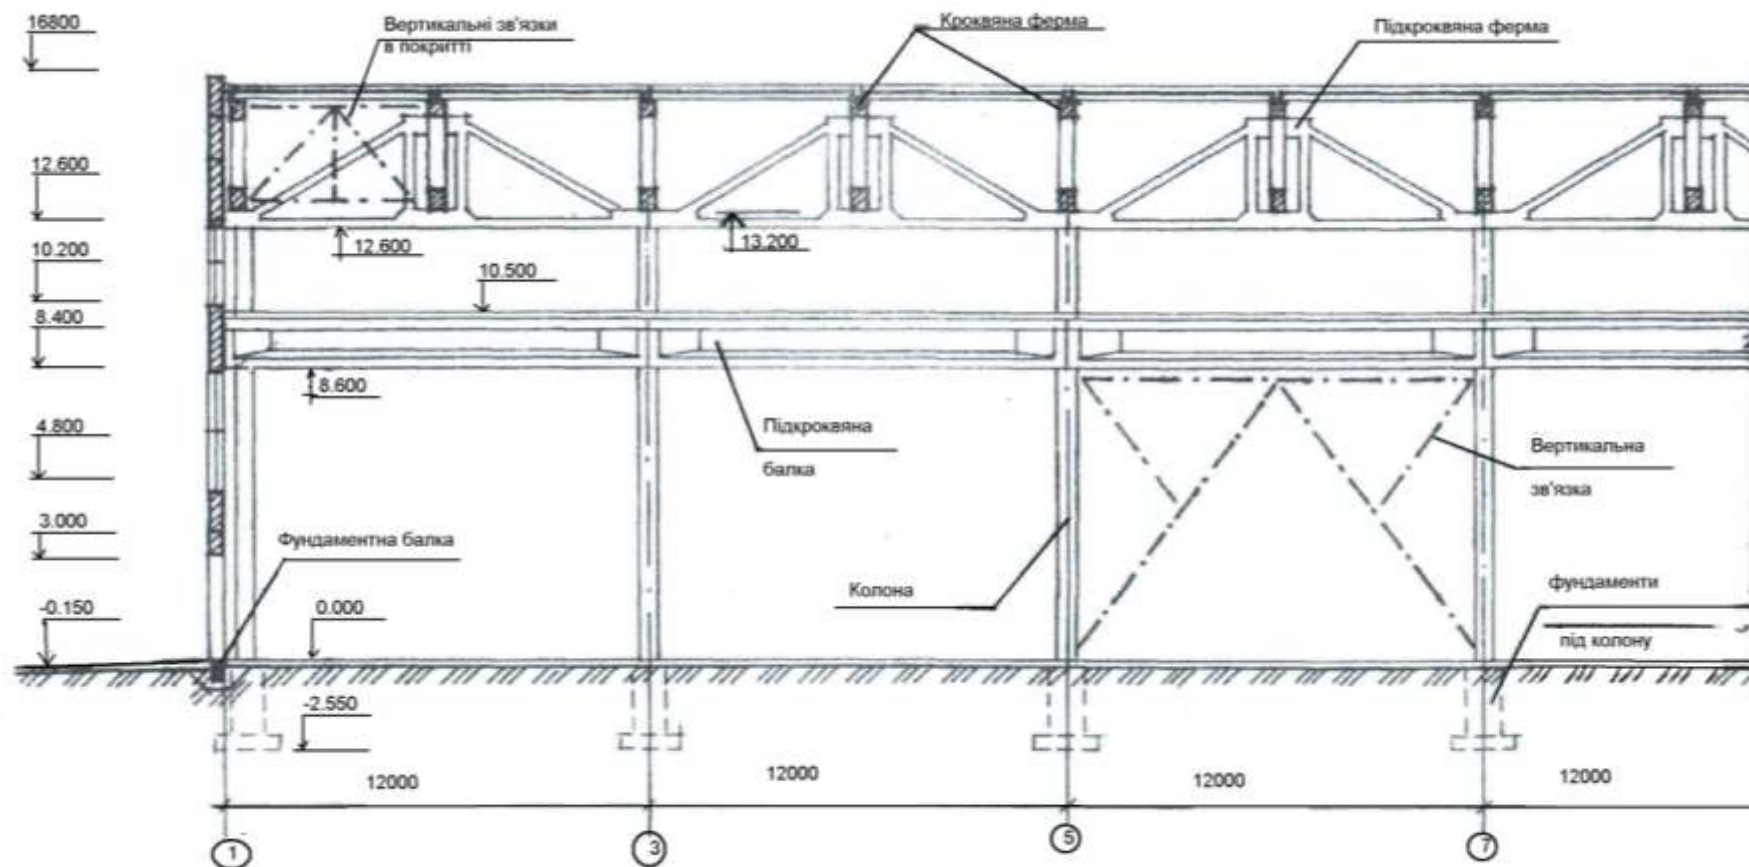 16800
Вертикальні зв'язки
в покритті
Кроквяна ферма
Підкроквяна ферма
12.600
10.200
12.600
13.200
10.500
8.400
8.600
4.800
Підкроквяна
балка
Вертикальна
зв'язка
3.000
Фундаментна балка
Колона
фундаменти
під колону
-0.150
0.000
-2.550
12000
12000
12000
12000
1
3
5
7